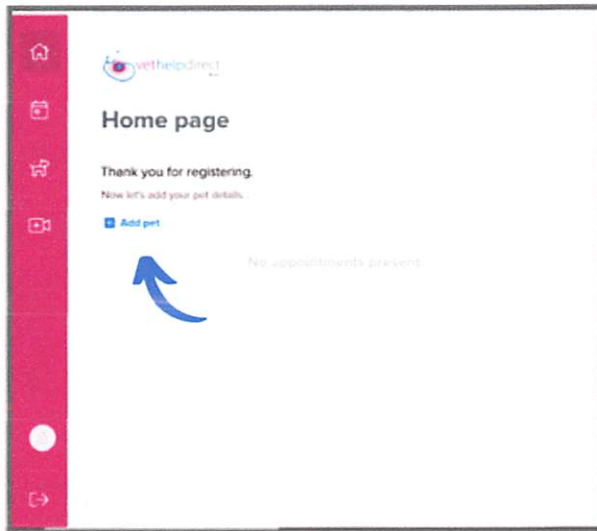 vethelpdirect
Home page
Thank you for registering.
Now let's add your pet details.
Add pet
No appointments present